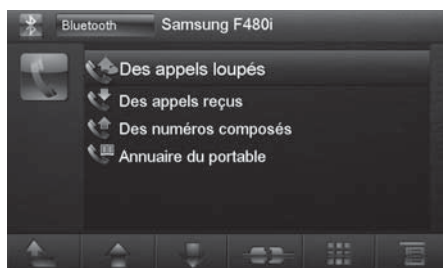 Bluetooth Samsung F480i
Des appels loupés
Des appels reçus
Des numéros composés
Annuaire du portable